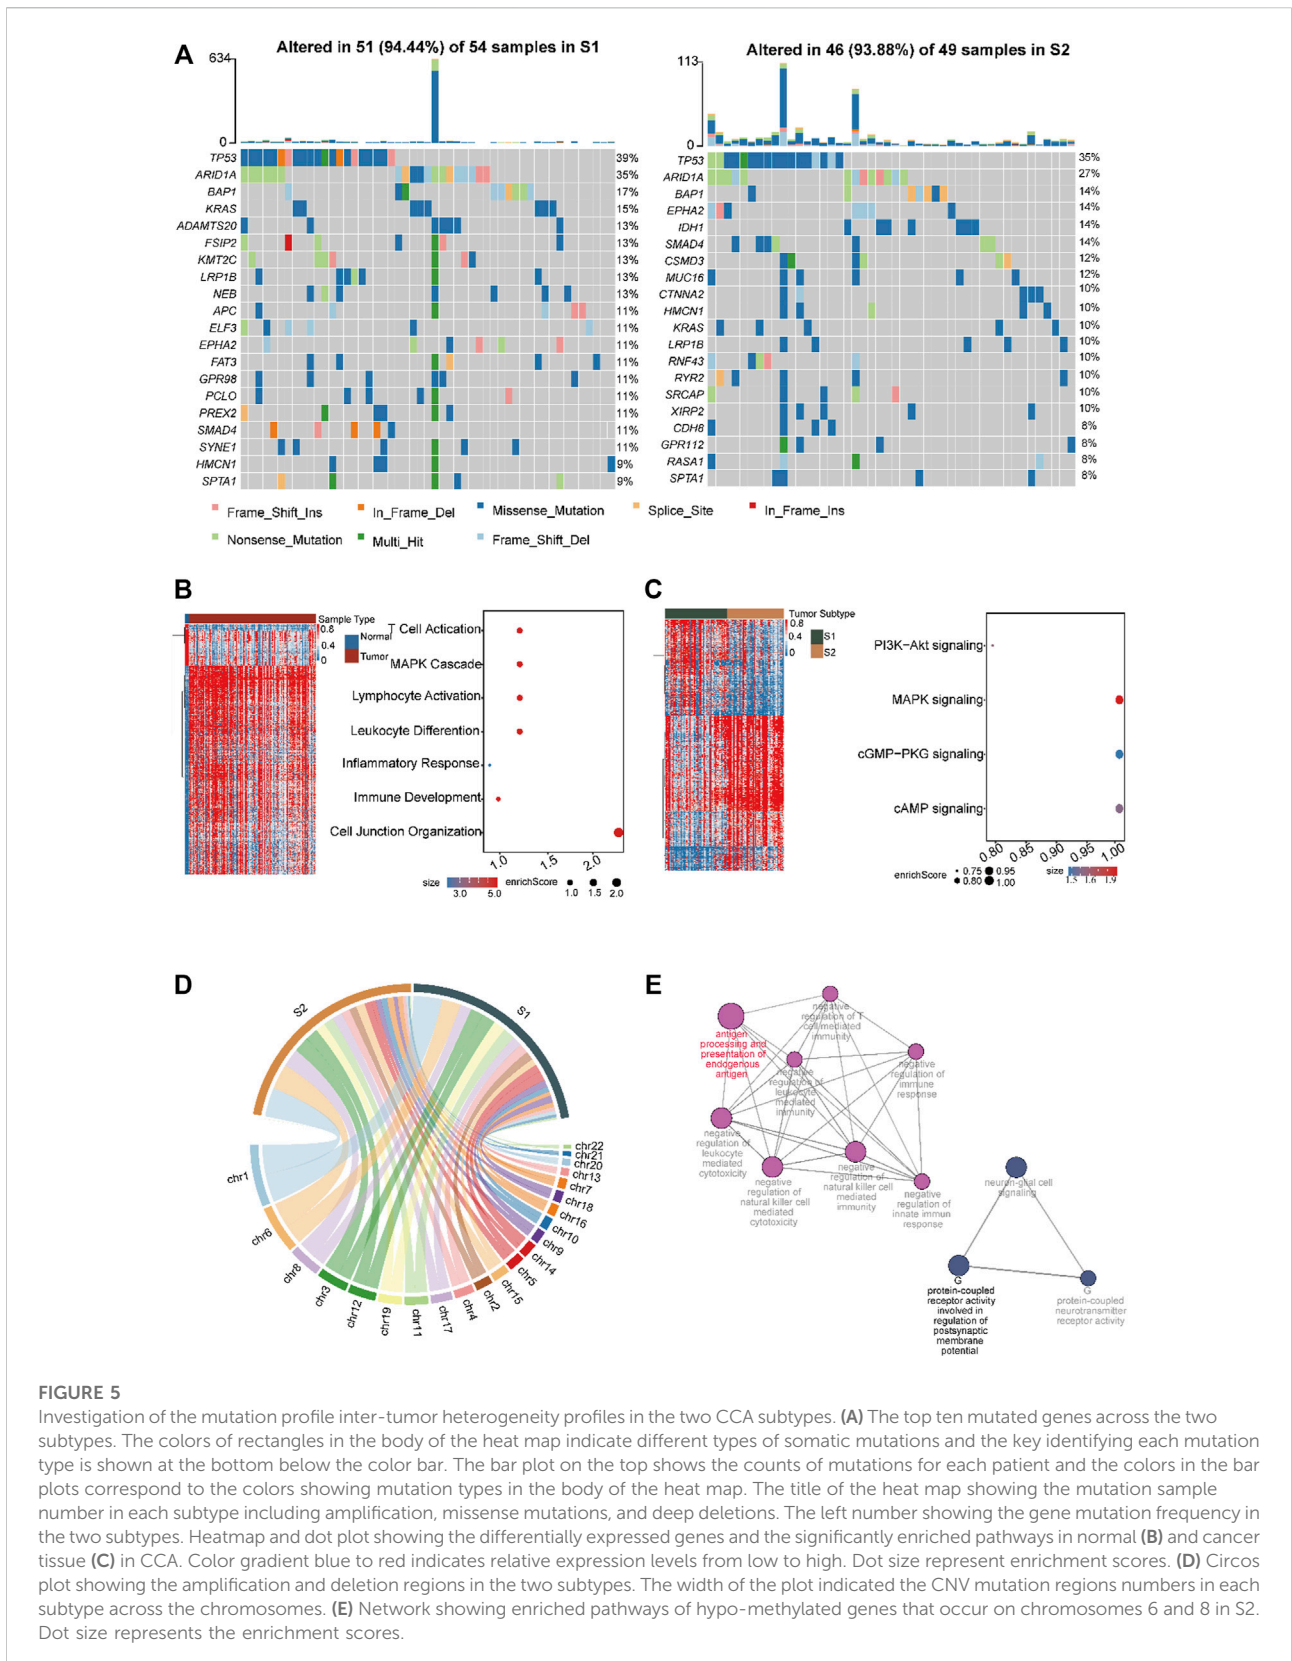 A
Altered in 51 (94.44%) of 54 samples in S1
634
0
TP53 39%
ARID1A 35%
BAP1 17%
KRAS 15%
ADAMTS20 13%
FSIP2 13%
KMT2C 13%
LRP1B 13%
NEB 13%
APC 11%
ELF3 11%
EPHA2 11%
FAT3 11%
GPR98 11%
PCLO 11%
PREX2 11%
SMAD4 11%
SYNE1 11%
HMCN1 9%
SPTA1 9%
Altered in 46 (93.88%) of 49 samples in S2
113
0
TP53 35%
ARID1A 27%
BAP1 14%
EPHA2 14%
IDH1 14%
SMAD4 14%
CSMD3 12%
MUC16 12%
CTNNA2 10%
HMCN1 10%
KRAS 10%
LRP1B 10%
RNF43 10%
RYR2 10%
SRCAP 10%
XIRP2 10%
CDH8 8%
GPR112 8%
RASA1 8%
SPTA1 8%
Frame_Shift_Ins In_Frame_Del Missense_Mutation Splice_Site In_Frame_Ins
Nonsense_Mutation Multi_Hit Frame_Shift_Del
B
Sample Type
0.8
0.4
0
Normal
Tumor
T Cell Actication
MAPK Cascade
Lymphocyte Activation
Leukocyte Differention
Inflammatory Response
Immune Development
Cell Junction Organization
1.0 1.5 2.0
size 3.0 5.0 enrichScore 1.0 1.5 2.0
C
Tumor Subtype
0.8
0.4
0
S1
S2
PI3K-Akt signaling
MAPK signaling
cGMP-PKG signaling
cAMP signaling
0.80 0.85 0.90 0.95 1.00
enrichScore 0.75 0.95
0.80 1.00
size 1.5 1.6 1.9
D
S2
S1
chr1
chr6
chr8
chr3
chr12
chr19
chr11
chr17
chr4
chr2
chr15
chr5
chr14
chr9
chr10
chr16
chr18
chr7
chr13
chr20
chr21
chr22
E
antigen
processing and
presentation of
endogenous
antigen
negative
regulation of T
cell mediated
immunity
negative
regulation of
leukocyte
mediated
immunity
negative
regulation of
immune
response
negative
regulation of
leukocyte
mediated
cytotoxicity
negative
regulation of
natural killer cell
mediated
cytotoxicity
negative
regulation of
natural killer cell
mediated
immunity
negative
regulation of
innate immun
response
neuron-glial cell
signaling
G
protein-coupled
receptor activity
involved in
regulation of
postsynaptic
membrane
potential
G
protein-coupled
neurotransmitter
receptor activity
FIGURE 5
Investigation of the mutation profile inter-tumor heterogeneity profiles in the two CCA subtypes. (A) The top ten mutated genes across the two
subtypes. The colors of rectangles in the body of the heat map indicate different types of somatic mutations and the key identifying each mutation
type is shown at the bottom below the color bar. The bar plot on the top shows the counts of mutations for each patient and the colors in the bar
plots correspond to the colors showing mutation types in the body of the heat map. The title of the heat map showing the mutation sample
number in each subtype including amplification, missense mutations, and deep deletions. The left number showing the gene mutation frequency in
the two subtypes. Heatmap and dot plot showing the differentially expressed genes and the significantly enriched pathways in normal (B) and cancer
tissue (C) in CCA. Color gradient blue to red indicates relative expression levels from low to high. Dot size represent enrichment scores. (D) Circos
plot showing the amplification and deletion regions in the two subtypes. The width of the plot indicated the CNV mutation regions numbers in each
subtype across the chromosomes. (E) Network showing enriched pathways of hypo-methylated genes that occur on chromosomes 6 and 8 in S2.
Dot size represents the enrichment scores.